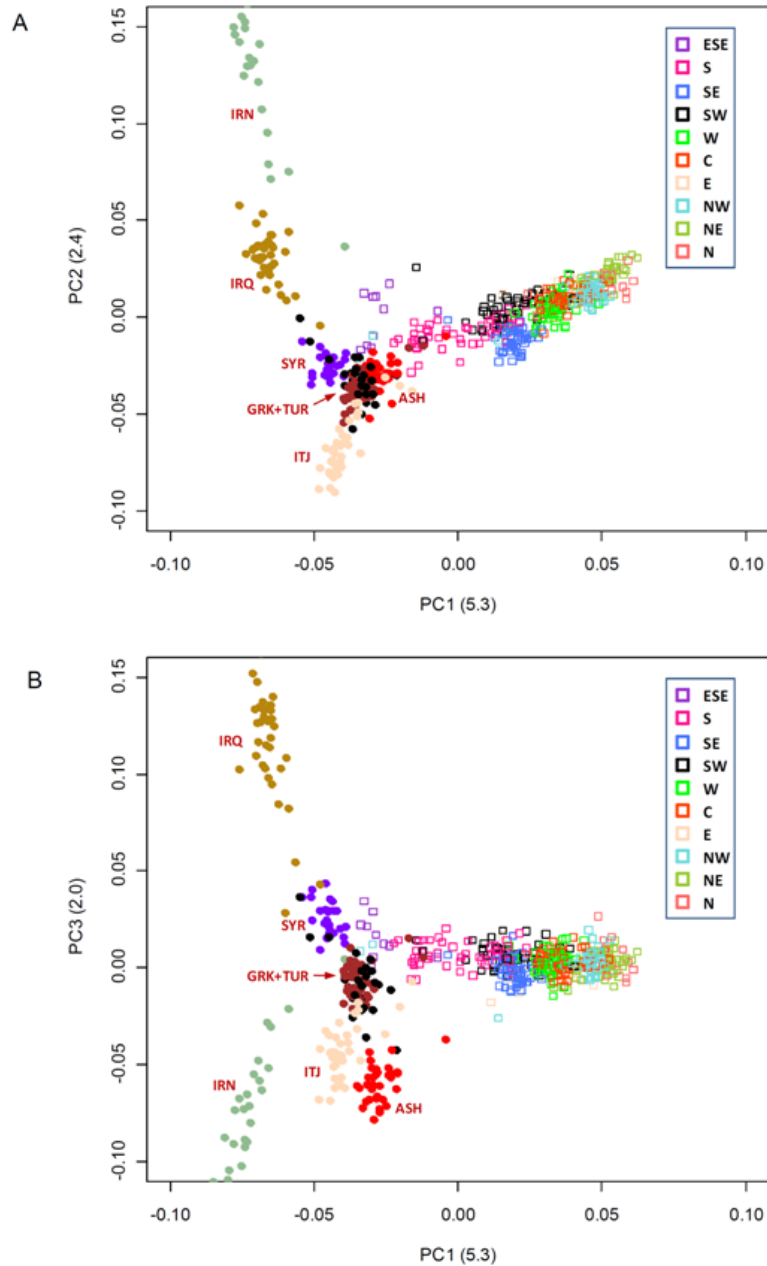 A
0.15
0.10
0.05
0.00
-0.05
-0.10
PC2 (2.4)
IRN
IRQ
SYR
GRK+TUR
ITJ
ASH
ESE
S
SE
SW
W
C
E
NW
NE
N
-0.10 -0.05 0.00 0.05 0.10
PC1 (5.3)
B
0.15
0.10
0.05
0.00
-0.05
-0.10
PC3 (2.0)
IRQ
SYR
GRK+TUR
ITJ
IRN
ASH
ESE
S
SE
SW
W
C
E
NW
NE
N
-0.10 -0.05 0.00 0.05 0.10
PC1 (5.3)